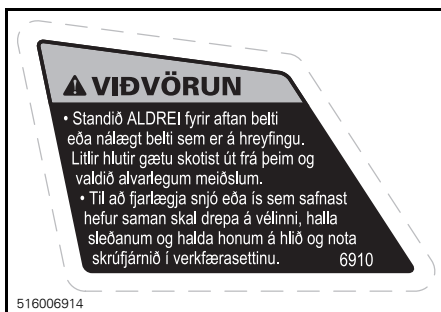 ⚠ VIÐVÖRUN
• Standið ALDREI fyrir aftan belti
eða nálægt belti sem er á hreyfingu.
Litlir hlutir gætu skotist út frá þeim og
valdið alvarlegum meiðslum.
• Til að fjarlægja snjó eða ís sem safnast
hefur saman skal drepa á vélinni, halla
sleðanum og halda honum á hlið og nota
skrúfjárnið í verkfærasettinu. 6910
516006914